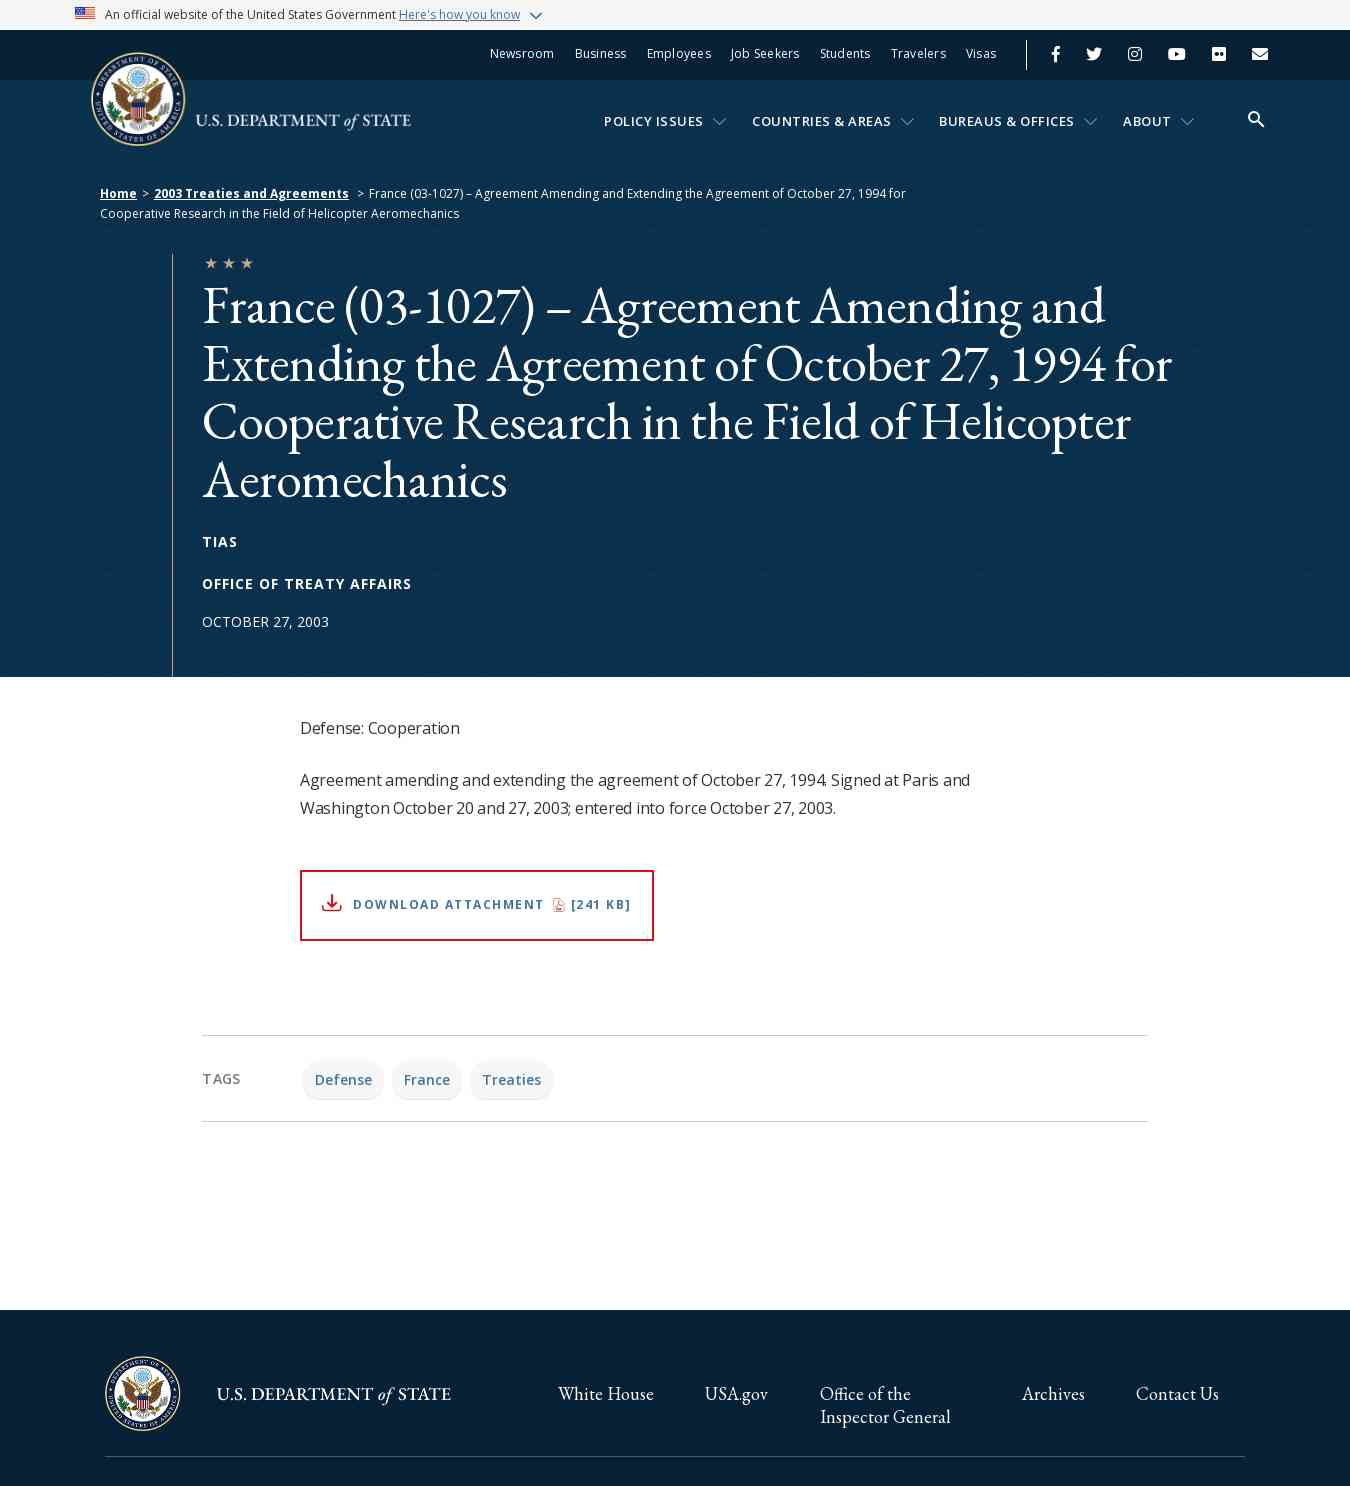 An official website of the United States Government Here's how you know
Newsroom Business Employees Job Seekers Students Travelers Visas
U.S. DEPARTMENT of STATE
POLICY ISSUES COUNTRIES & AREAS BUREAUS & OFFICES ABOUT
Home > 2003 Treaties and Agreements > France (03-1027) – Agreement Amending and Extending the Agreement of October 27, 1994 for
Cooperative Research in the Field of Helicopter Aeromechanics
France (03-1027) – Agreement Amending and
Extending the Agreement of October 27, 1994 for
Cooperative Research in the Field of Helicopter
Aeromechanics
TIAS
OFFICE OF TREATY AFFAIRS
OCTOBER 27, 2003
Defense: Cooperation
Agreement amending and extending the agreement of October 27, 1994. Signed at Paris and
Washington October 20 and 27, 2003; entered into force October 27, 2003.
DOWNLOAD ATTACHMENT [241 KB]
TAGS Defense France Treaties
DEPARTMENT OF STATE
UNITED STATES OF AMERICA
U.S. DEPARTMENT of STATE
White House USA.gov Office of the Archives Contact Us
Inspector General